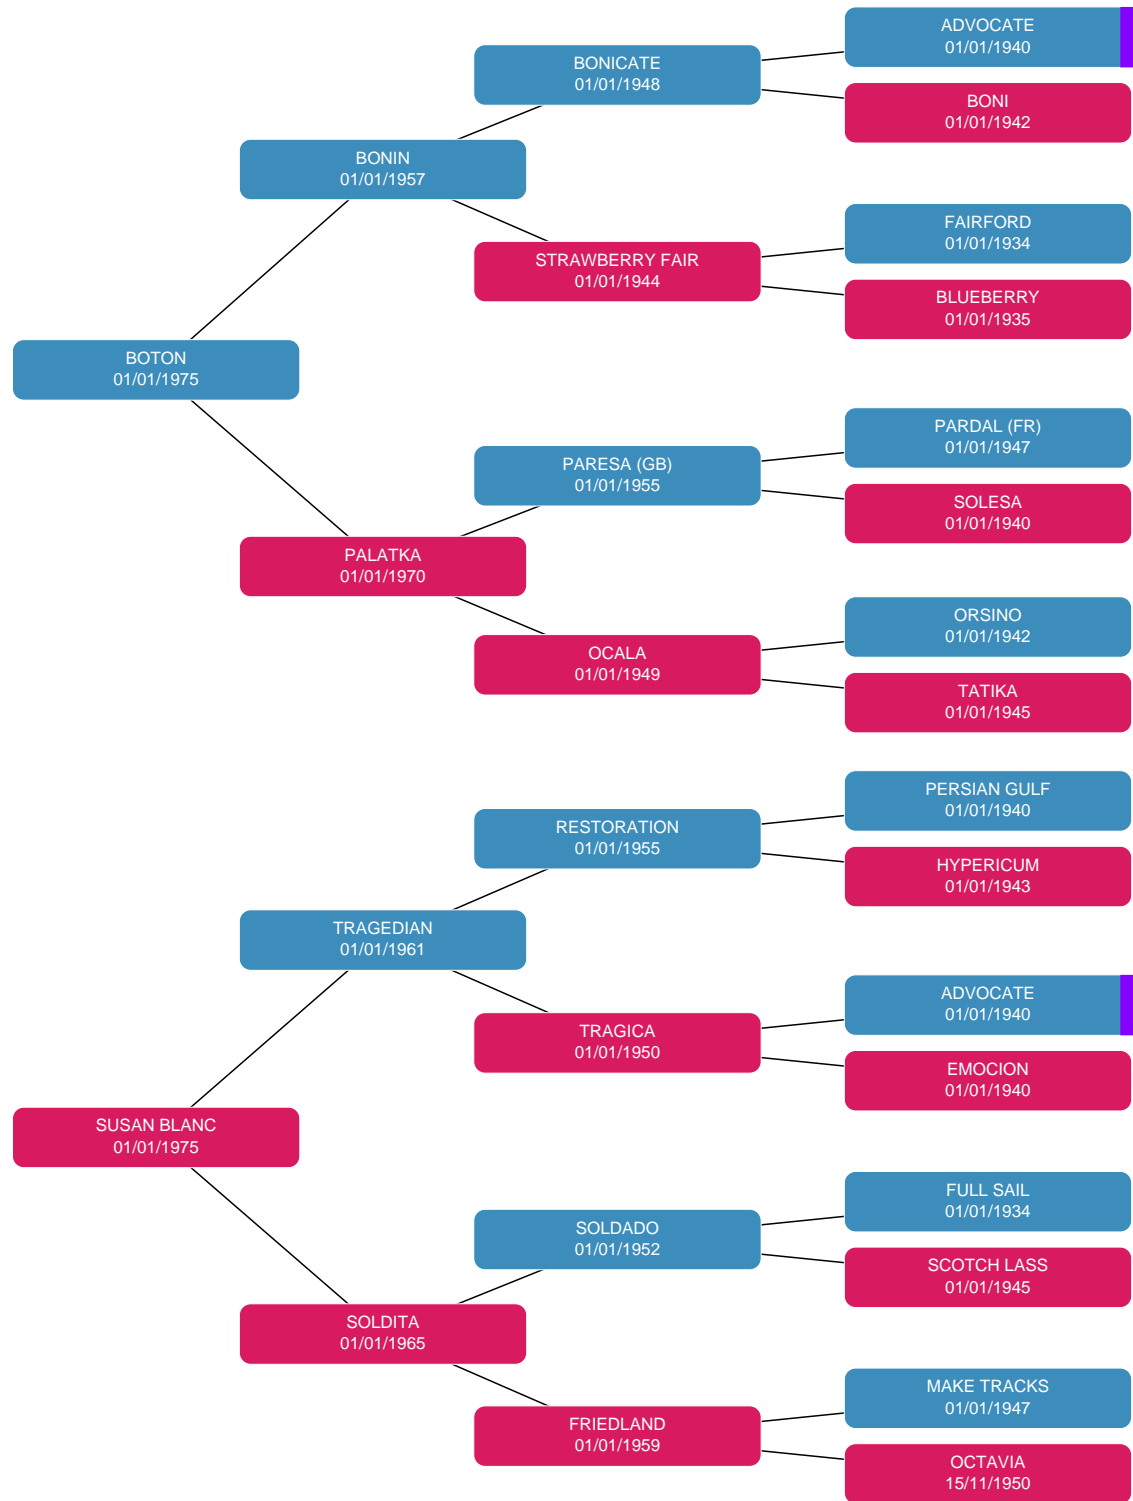 ADVOCATE
01/01/1940
BONICATE
01/01/1948
BONI
01/01/1942
BONIN
01/01/1957
FAIRFORD
01/01/1934
STRAWBERRY FAIR
01/01/1944
BLUEBERRY
01/01/1935
BOTON
01/01/1975
PARDAL (FR)
01/01/1947
PARESA (GB)
01/01/1955
SOLESA
01/01/1940
PALATKA
01/01/1970
ORSINO
01/01/1942
OCALA
01/01/1949
TATIKA
01/01/1945
PERSIAN GULF
01/01/1940
RESTORATION
01/01/1955
HYPERICUM
01/01/1943
TRAGEDIAN
01/01/1961
ADVOCATE
01/01/1940
TRAGICA
01/01/1950
EMOCION
01/01/1940
SUSAN BLANC
01/01/1975
FULL SAIL
01/01/1934
SOLDADO
01/01/1952
SCOTCH LASS
01/01/1945
SOLDITA
01/01/1965
MAKE TRACKS
01/01/1947
FRIEDLAND
01/01/1959
OCTAVIA
15/11/1950